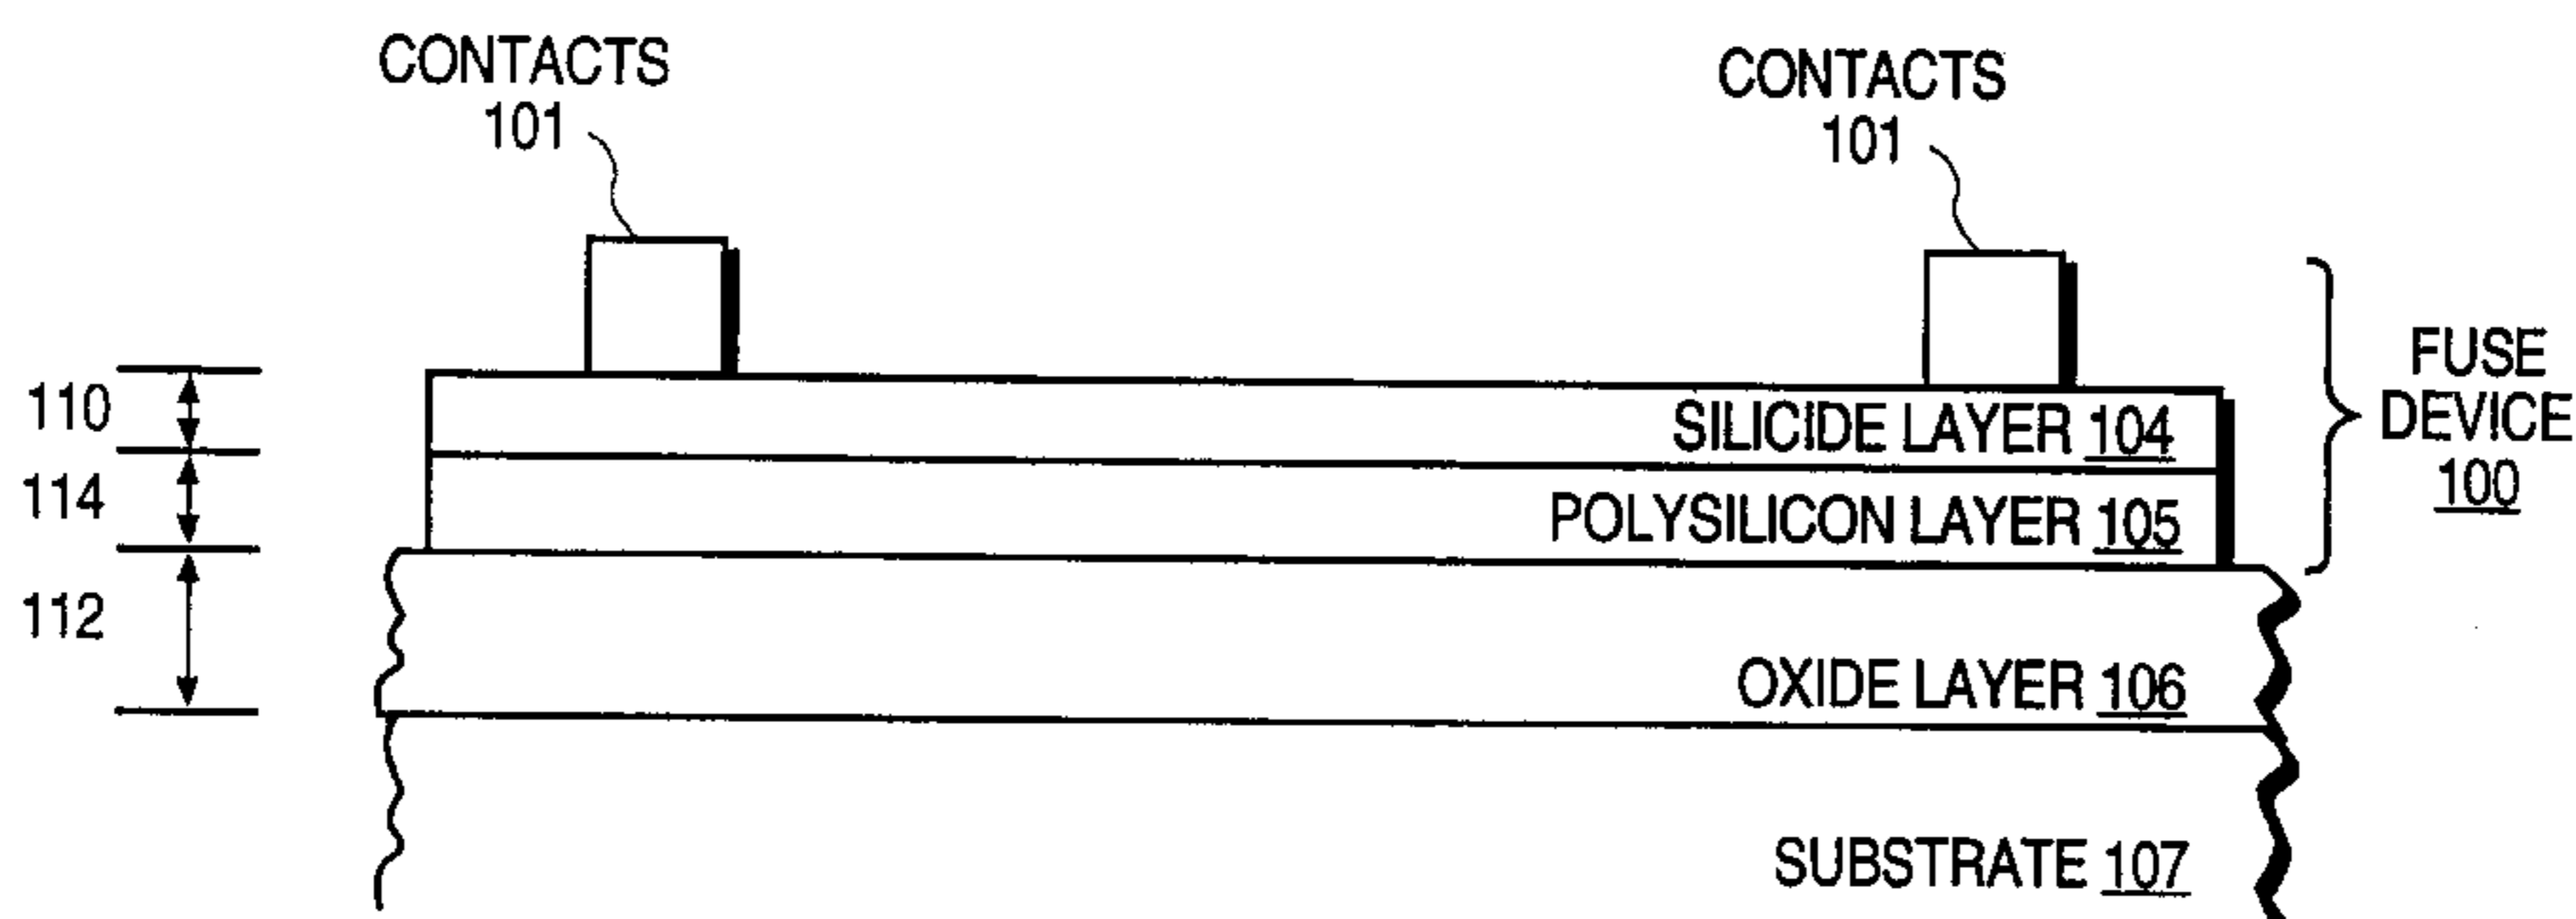 CONTACTS
101
CONTACTS
101
110
114
112
SILICIDE LAYER 104
POLYSILICON LAYER 105
OXIDE LAYER 106
SUBSTRATE 107
FUSE
DEVICE
100